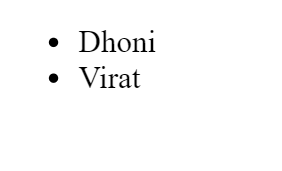 • Dhoni
• Virat